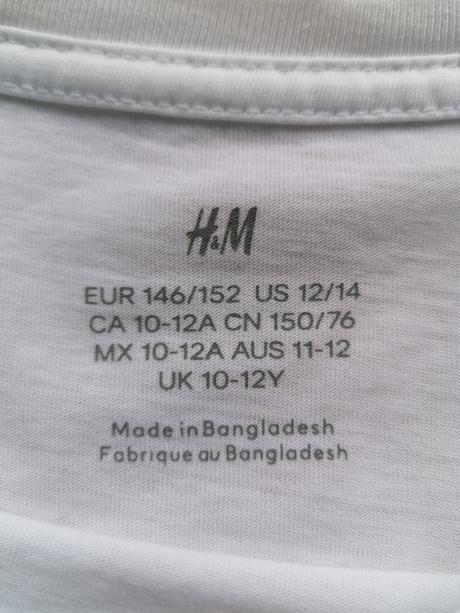 H&M
EUR 146/152 US 12/14
CA 10-12A CN 150/76
MX 10-12A AUS 11-12
UK 10-12Y
Made in Bangladesh
Fabrique au Bangladesh